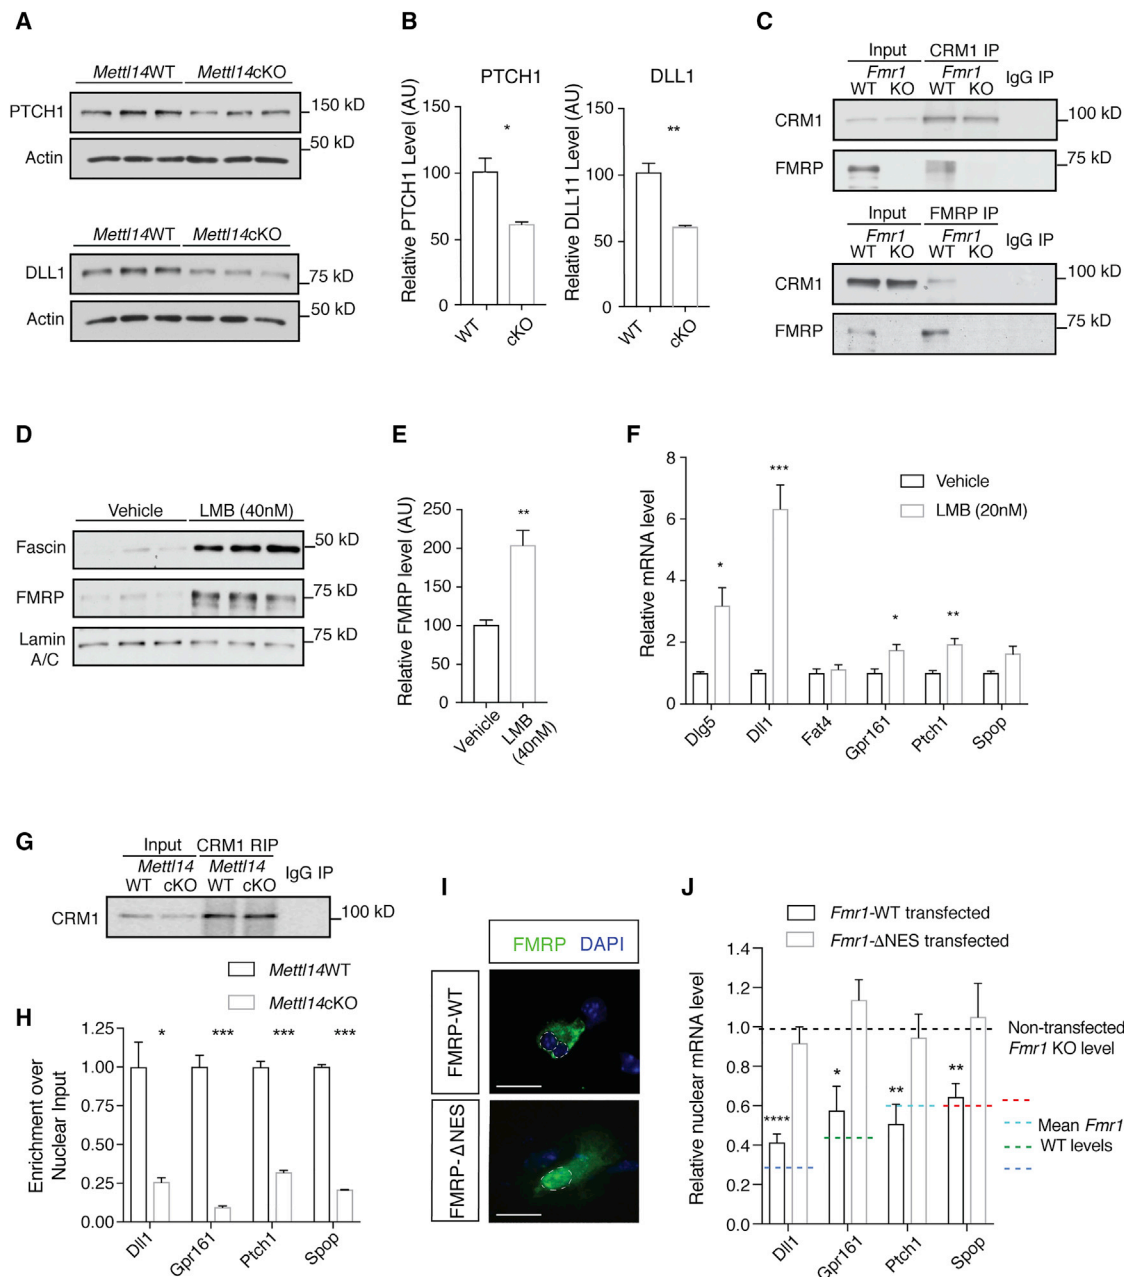 A
Mettl14WT Mettl14cKO
PTCH1
150 kD
50 kD
Actin
Mettl14WT Mettl14cKO
DLL1
75 kD
50 kD
Actin
B
PTCH1
Relative PTCH1 Level (AU)
150
100
50
0
*
WT
cKO
DLL1
Relative DLL11 Level (AU)
150
100
50
0
**
WT
cKO
C
Input CRM1 IP
Fmr1 Fmr1 IgG IP
WT KO WT KO
CRM1
100 kD
FMRP
75 kD
Input FMRP IP
Fmr1 Fmr1 IgG IP
WT KO WT KO
CRM1
100 kD
FMRP
75 kD
D
Vehicle LMB (40nM)
Fascin
50 kD
FMRP
75 kD
Lamin
A/C
75 kD
E
Relative FMRP level (AU)
250
200
150
100
50
0
**
Vehicle
LMB
(40nM)
F
Relative mRNA level
8
6
4
2
0
Vehicle
LMB (20nM)
*
***
*
**
Dlg5
Dll1
Fat4
Gpr161
Ptch1
Spop
G
Input CRM1 RIP
Mettl14 Mettl14 IgG IP
WT cKO WT cKO
CRM1
100 kD
H
Mettl14WT
Mettl14cKO
Enrichment over
Nuclear Input
1.25
1.00
0.75
0.50
0.25
0.00
*
***
***
***
Dll1
Gpr161
Ptch1
Spop
I
FMRP DAPI
FMRP-WT
FMRP-ΔNES
J
Fmr1-WT transfected
Fmr1-ΔNES transfected
Relative nuclear mRNA level
1.4
1.2
1.0
0.8
0.6
0.4
0.2
0.0
****
*
**
**
Dll1
Gpr161
Ptch1
Spop
Non-transfected
Fmr1 KO level
Mean Fmr1
WT levels